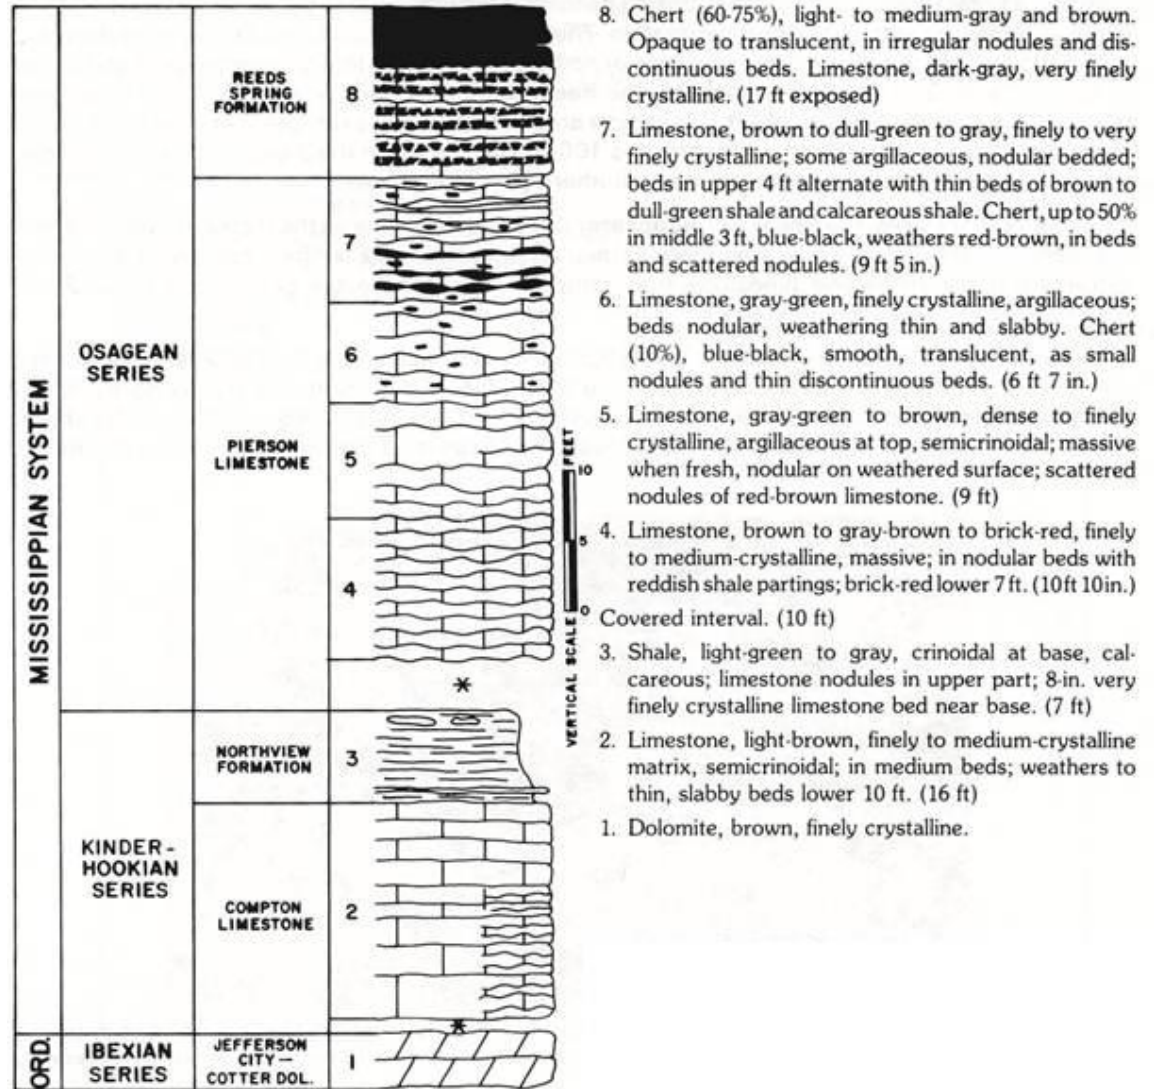 MISSISSIPPIAN SYSTEM
ORD.
OSAGEAN
SERIES
KINDER-
HOOKIAN
SERIES
IBEXIAN
SERIES
REEDS
SPRING
FORMATION
PIERSON
LIMESTONE
NORTHVIEW
FORMATION
COMPTON
LIMESTONE
JEFFERSON
CITY—
COTTER DOL.
8
7
6
5
4
*
3
2
*
1
VERTICAL SCALE
FEET
10
5
0
8. Chert (60-75%), light- to medium-gray and brown.
Opaque to translucent, in irregular nodules and dis-
continuous beds. Limestone, dark-gray, very finely
crystalline. (17 ft exposed)
7. Limestone, brown to dull-green to gray, finely to very
finely crystalline; some argillaceous, nodular bedded;
beds in upper 4 ft alternate with thin beds of brown to
dull-green shale and calcareous shale. Chert, up to 50%
in middle 3 ft, blue-black, weathers red-brown, in beds
and scattered nodules. (9 ft 5 in.)
6. Limestone, gray-green, finely crystalline, argillaceous;
beds nodular, weathering thin and slabby. Chert
(10%), blue-black, smooth, translucent, as small
nodules and thin discontinuous beds. (6 ft 7 in.)
5. Limestone, gray-green to brown, dense to finely
crystalline, argillaceous at top, semicrinoidal; massive
when fresh, nodular on weathered surface; scattered
nodules of red-brown limestone. (9 ft)
4. Limestone, brown to gray-brown to brick-red, finely
to medium-crystalline, massive; in nodular beds with
reddish shale partings; brick-red lower 7 ft. (10 ft 10 in.)
Covered interval. (10 ft)
3. Shale, light-green to gray, crinoidal at base, cal-
careous; limestone nodules in upper part; 8-in. very
finely crystalline limestone bed near base. (7 ft)
2. Limestone, light-brown, finely to medium-crystalline
matrix, semicrinoidal; in medium beds; weathers to
thin, slabby beds lower 10 ft. (16 ft)
1. Dolomite, brown, finely crystalline.